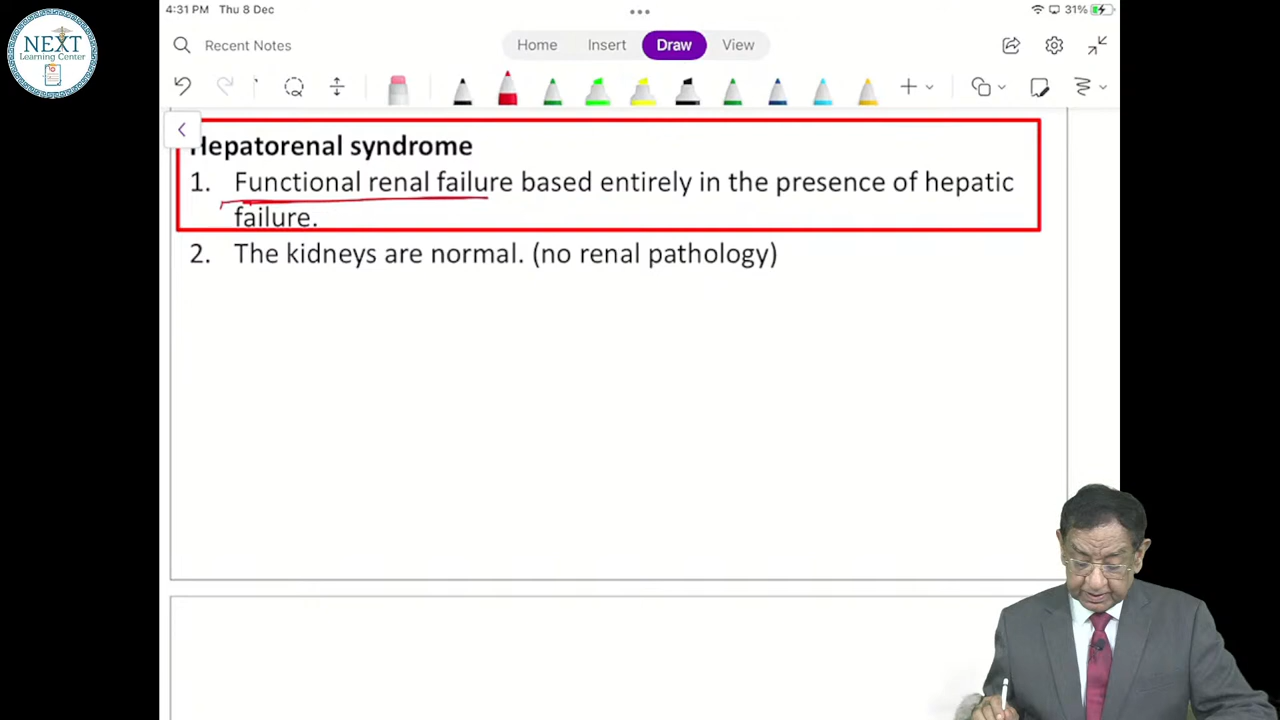 4:31 PM Thu 8 Dec
31%
NEXT
Learning Center
Recent Notes
Home Insert Draw View
Hepatorenal syndrome
1. Functional renal failure based entirely in the presence of hepatic
failure.
2. The kidneys are normal. (no renal pathology)